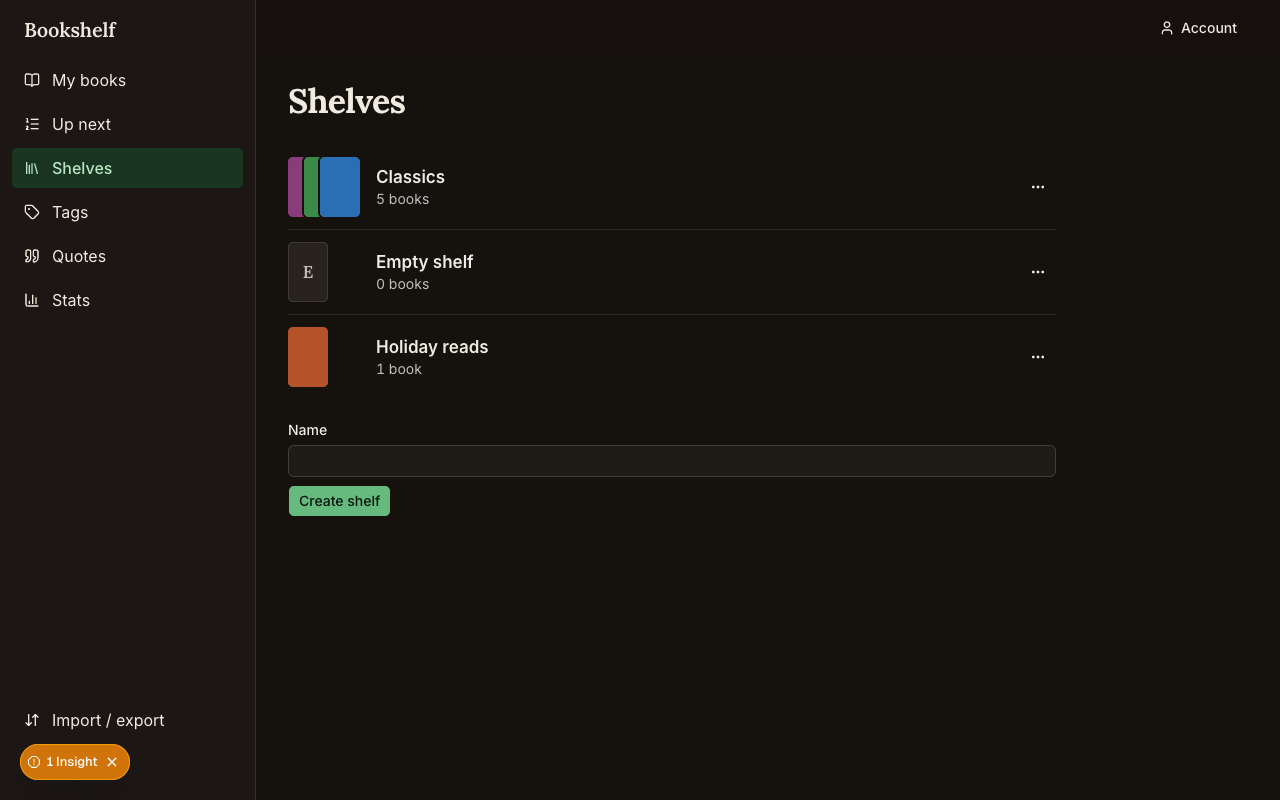 Bookshelf
Account
My books
Up next
Shelves
Tags
Quotes
Stats
Import / export
1 Insight
Shelves
Classics
5 books
E
Empty shelf
0 books
Holiday reads
1 book
Name
Create shelf